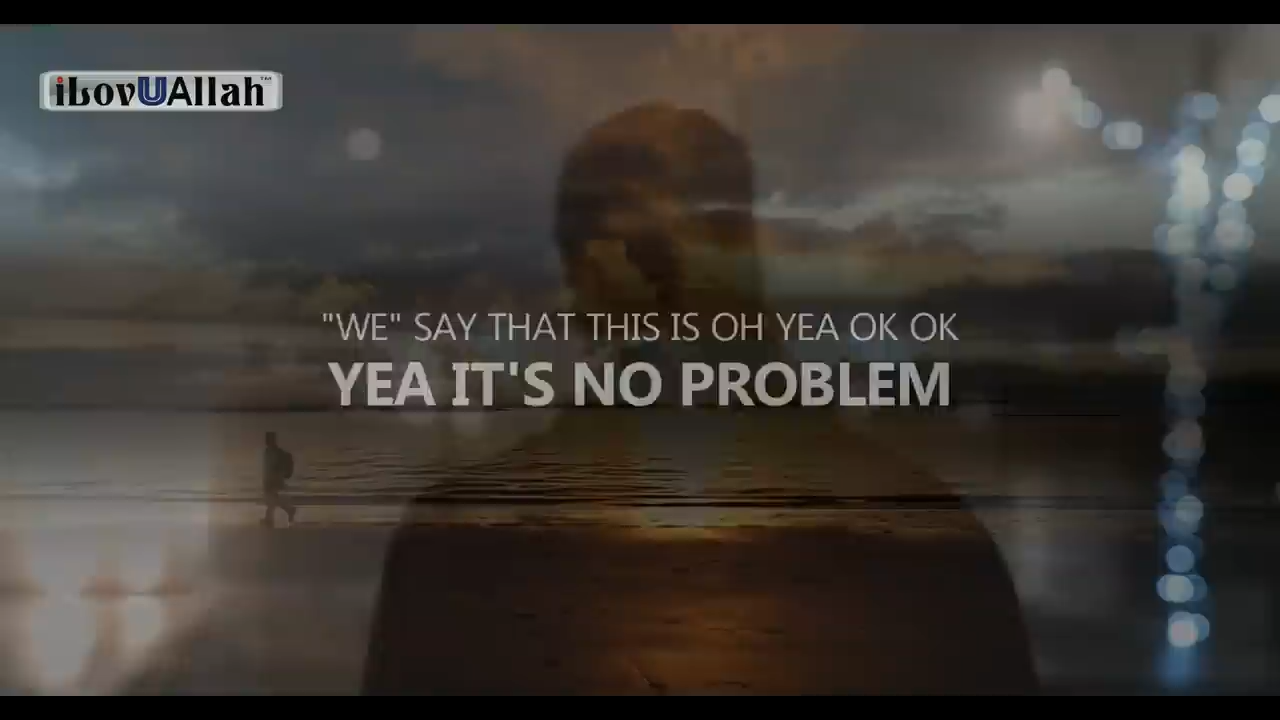 iLovUAllah™
"WE" SAY THAT THIS IS OH YEA OK OK
YEA IT'S NO PROBLEM